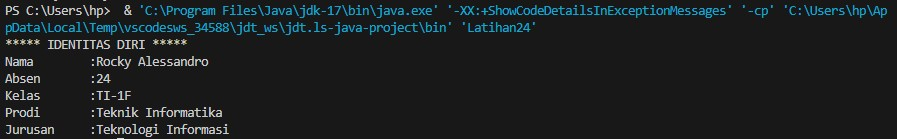 PS C:\Users\hp>  & 'C:\Program Files\Java\jdk-17\bin\java.exe' '-XX:+ShowCodeDetailsInExceptionMessages' '-cp' 'C:\Users\hp\Ap
pData\Local\Temp\vscodesws_34588\jdt_ws\jdt.ls-java-project\bin' 'Latihan24'
***** IDENTITAS DIRI *****
Nama       :Rocky Alessandro
Absen      :24
Kelas      :TI-1F
Prodi      :Teknik Informatika
Jurusan    :Teknologi Informasi